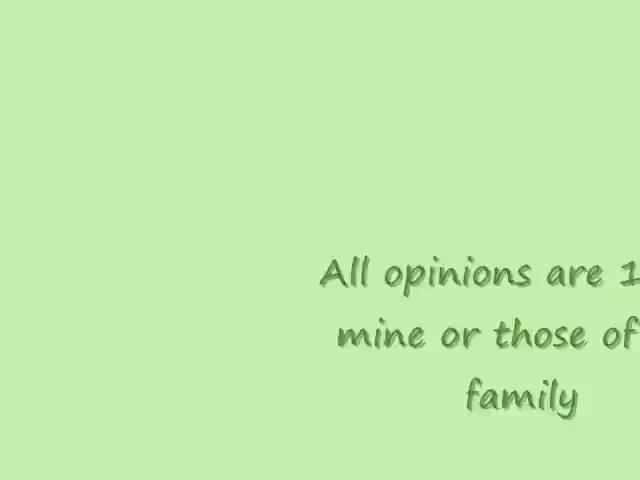 All opinions are 1
mine or those of
family